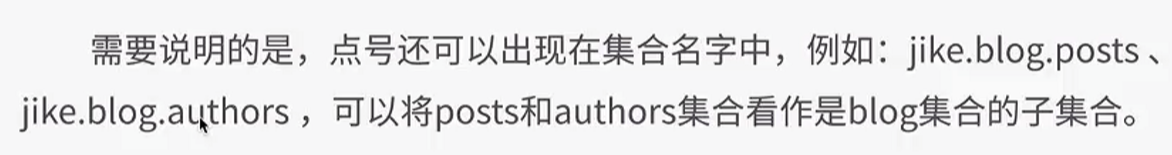 需要说明的是，点号还可以出现在集合名字中，例如：jike.blog.posts 、
jike.blog.authors ，可以将posts和authors集合看作是blog集合的子集合。